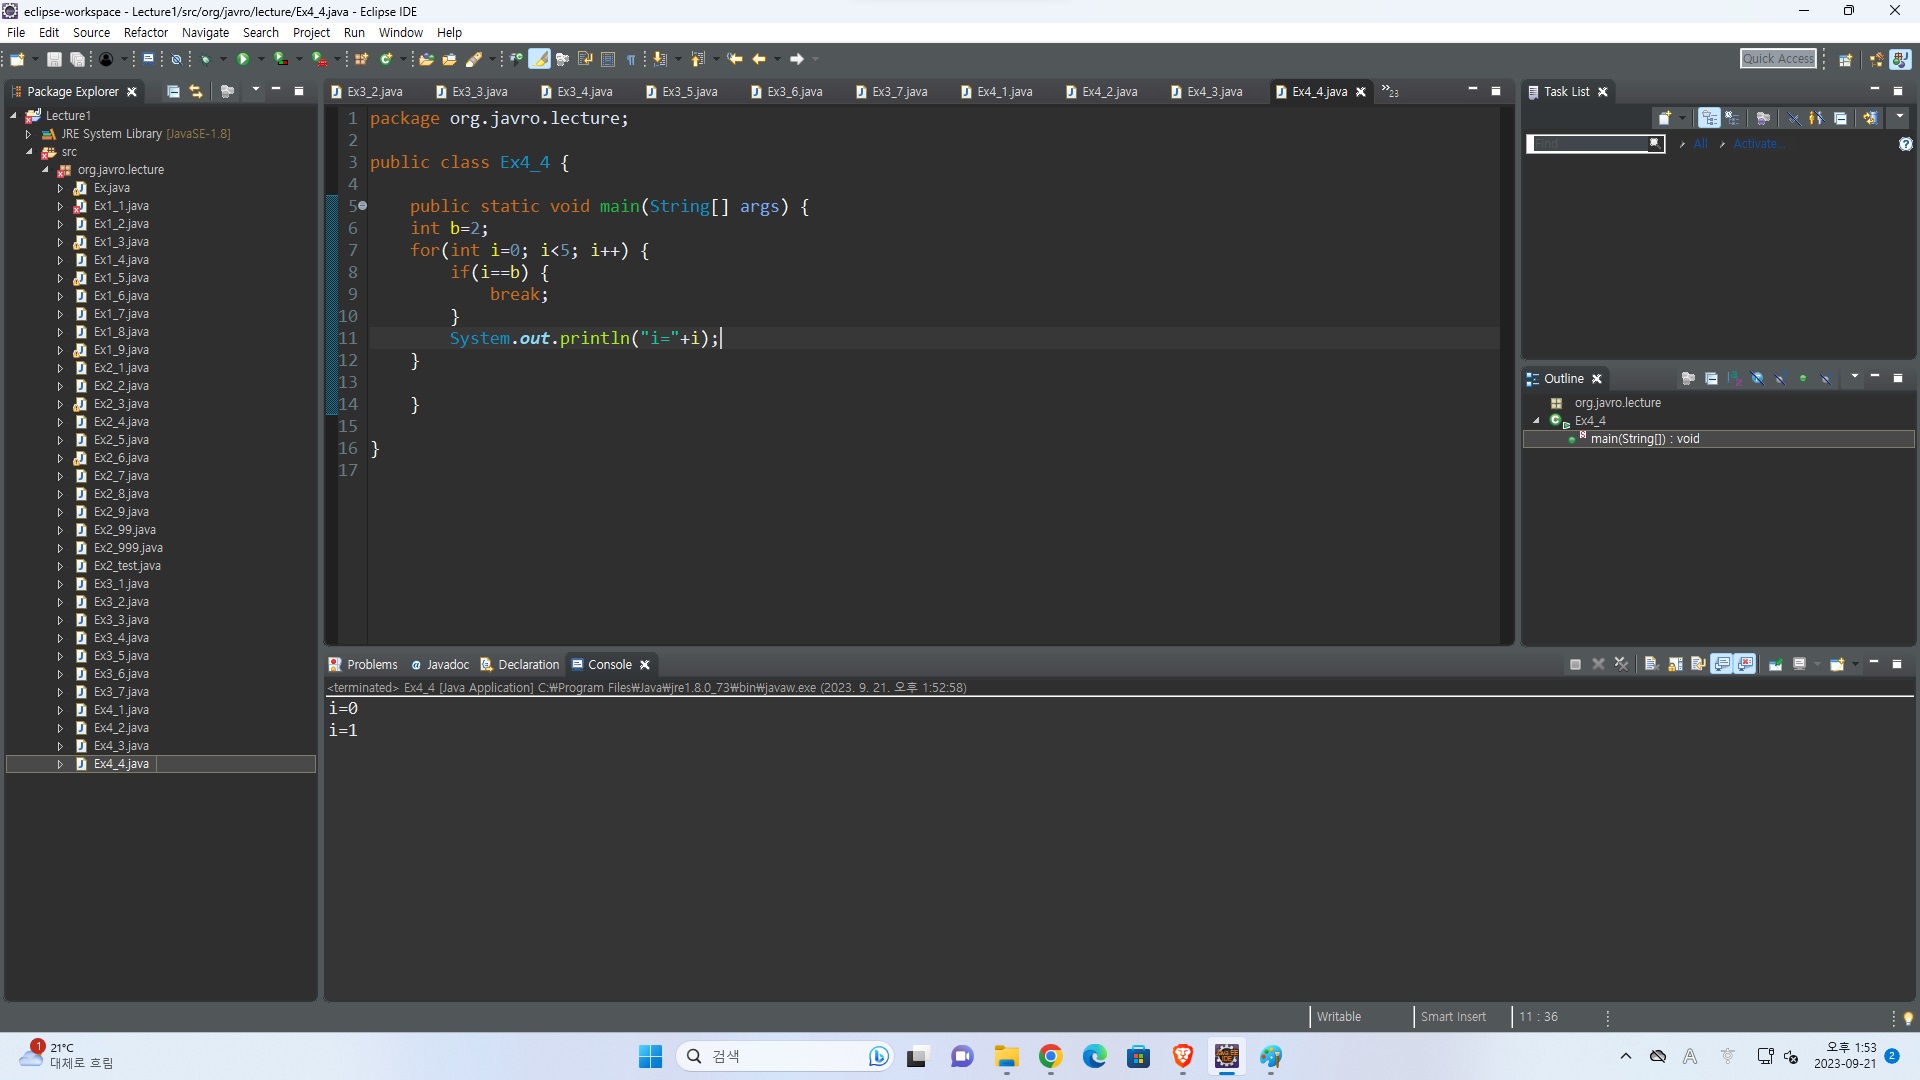 eclipse-workspace - Lecture1/src/org/javro/lecture/Ex4_4.java - Eclipse IDE
File Edit Source Refactor Navigate Search Project Run Window Help
Quick Access
Package Explorer
Lecture1
JRE System Library [JavaSE-1.8]
src
org.javro.lecture
Ex.java
Ex1_1.java
Ex1_2.java
Ex1_3.java
Ex1_4.java
Ex1_5.java
Ex1_6.java
Ex1_7.java
Ex1_8.java
Ex1_9.java
Ex2_1.java
Ex2_2.java
Ex2_3.java
Ex2_4.java
Ex2_5.java
Ex2_6.java
Ex2_7.java
Ex2_8.java
Ex2_9.java
Ex2_99.java
Ex2_999.java
Ex2_test.java
Ex3_1.java
Ex3_2.java
Ex3_3.java
Ex3_4.java
Ex3_5.java
Ex3_6.java
Ex3_7.java
Ex4_1.java
Ex4_2.java
Ex4_3.java
Ex4_4.java
Ex3_2.java Ex3_3.java Ex3_4.java Ex3_5.java Ex3_6.java Ex3_7.java Ex4_1.java Ex4_2.java Ex4_3.java Ex4_4.java »23
1 package org.javro.lecture;
2
3 public class Ex4_4 {
4
5 public static void main(String[] args) {
6 int b=2;
7 for(int i=0; i<5; i++) {
8 if(i==b) {
9 break;
10 }
11 System.out.println("i="+i);
12 }
13
14 }
15
16 }
17
Task List
Find All Activate...
Outline
org.javro.lecture
Ex4_4
main(String[]) : void
Problems Javadoc Declaration Console
<terminated> Ex4_4 [Java Application] C:₩Program Files₩Java₩jre1.8.0_73₩bin₩javaw.exe (2023. 9. 21. 오후 1:52:58)
i=0
i=1
Writable Smart Insert 11 : 36
1 21°C
대체로 흐림
검색
오후 1:53
2023-09-21 2